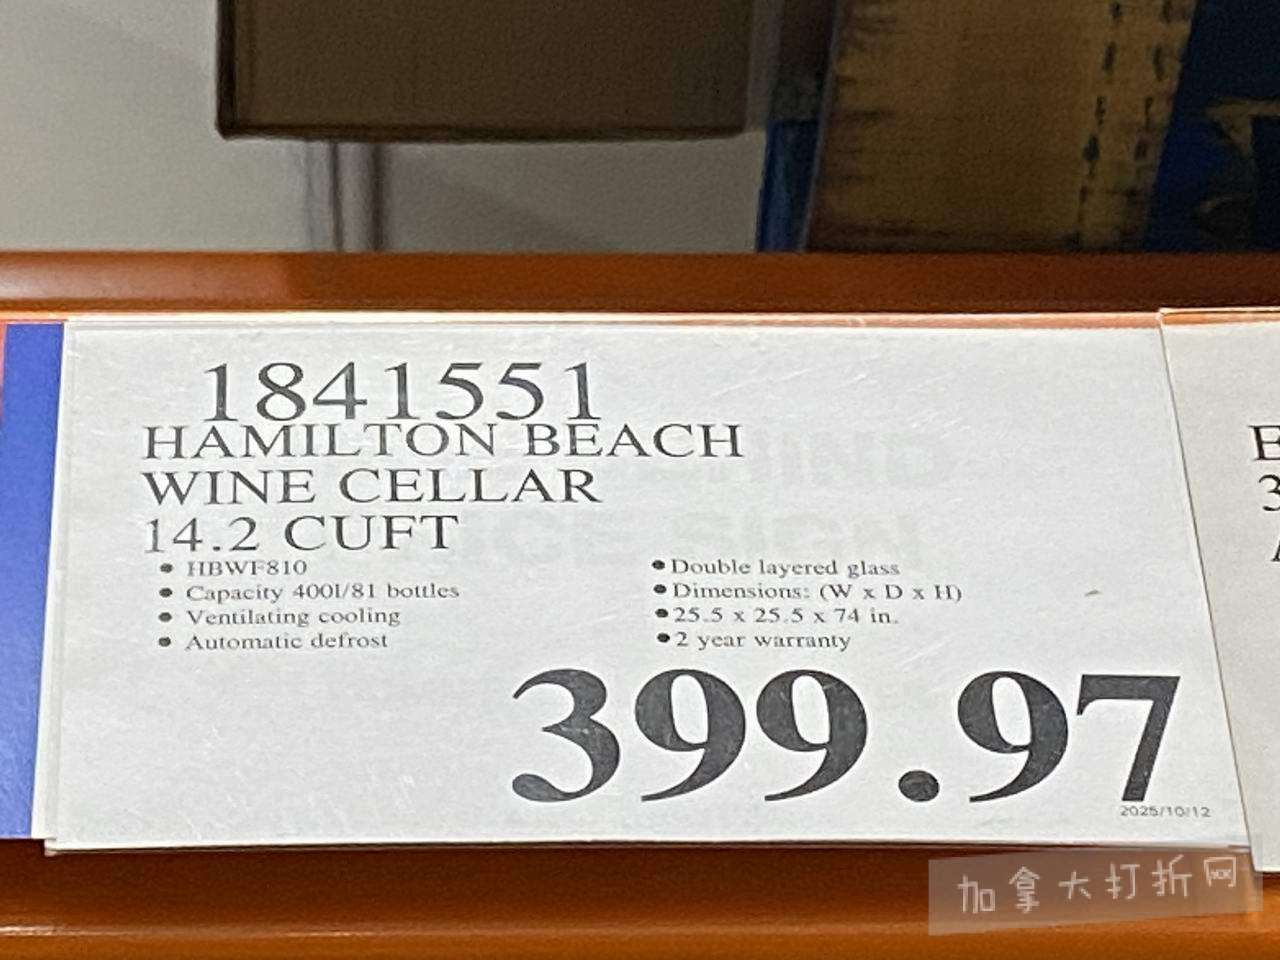 1841551
HAMILTON BEACH
WINE CELLAR
14.2 CUFT
• HBWF810
• Capacity 400l/81 bottles
• Ventilating cooling
• Automatic defrost
• Double layered glass
• Dimensions: (W x D x H)
• 25.5 x 25.5 x 74 in.
• 2 year warranty
399.97
2025/10/12
E
3
加拿大打折网